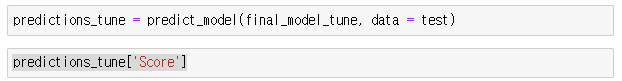 predictions_tune = predict_model(final_model_tune, data = test)
predictions_tune['Score']